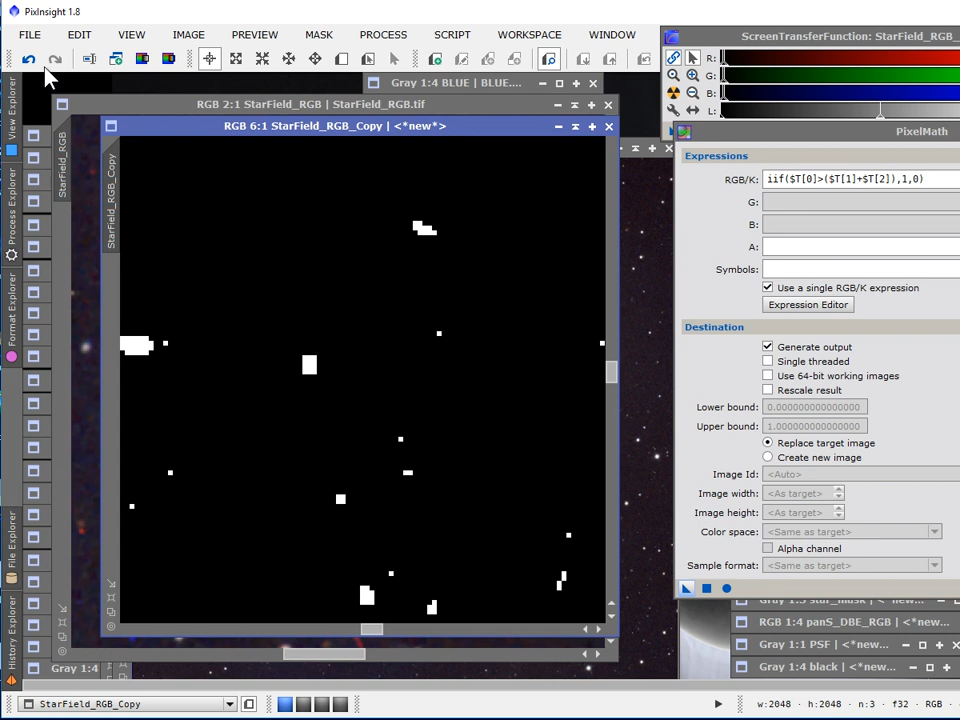 PixInsight 1.8
FILE EDIT VIEW IMAGE PREVIEW MASK PROCESS SCRIPT WORKSPACE WINDOW
ScreenTransferFunction: StarField_RGB_
R:
G:
B:
L:
Gray 1:4 BLUE | BLUE....
RGB 2:1 StarField_RGB | StarField_RGB.tif
RGB 6:1 StarField_RGB_Copy | <*new*>
View Explorer
Process Explorer
Format Explorer
File Explorer
History Explorer
StarField_RGB
StarField_RGB_Copy
PixelMath
Expressions
RGB/K: iif($T[0]>($T[1]+$T[2]),1,0)
G:
B:
A:
Symbols:
Use a single RGB/K expression
Expression Editor
Destination
Generate output
Single threaded
Use 64-bit working images
Rescale result
Lower bound: 0.000000000000000
Upper bound: 1.000000000000000
Replace target image
Create new image
Image Id: <Auto>
Image width: <As target>
Image height: <As target>
Color space: <Same as target>
Alpha channel
Sample format: <Same as target>
RGB 1:4 panS_DBE_RGB | <*new...
Gray 1:1 PSF | <*new...
Gray 1:4 black | <*new...
Gray 1:4
StarField_RGB_Copy
w:2048 · h:2048 · n:3 · f32 · RGB ·